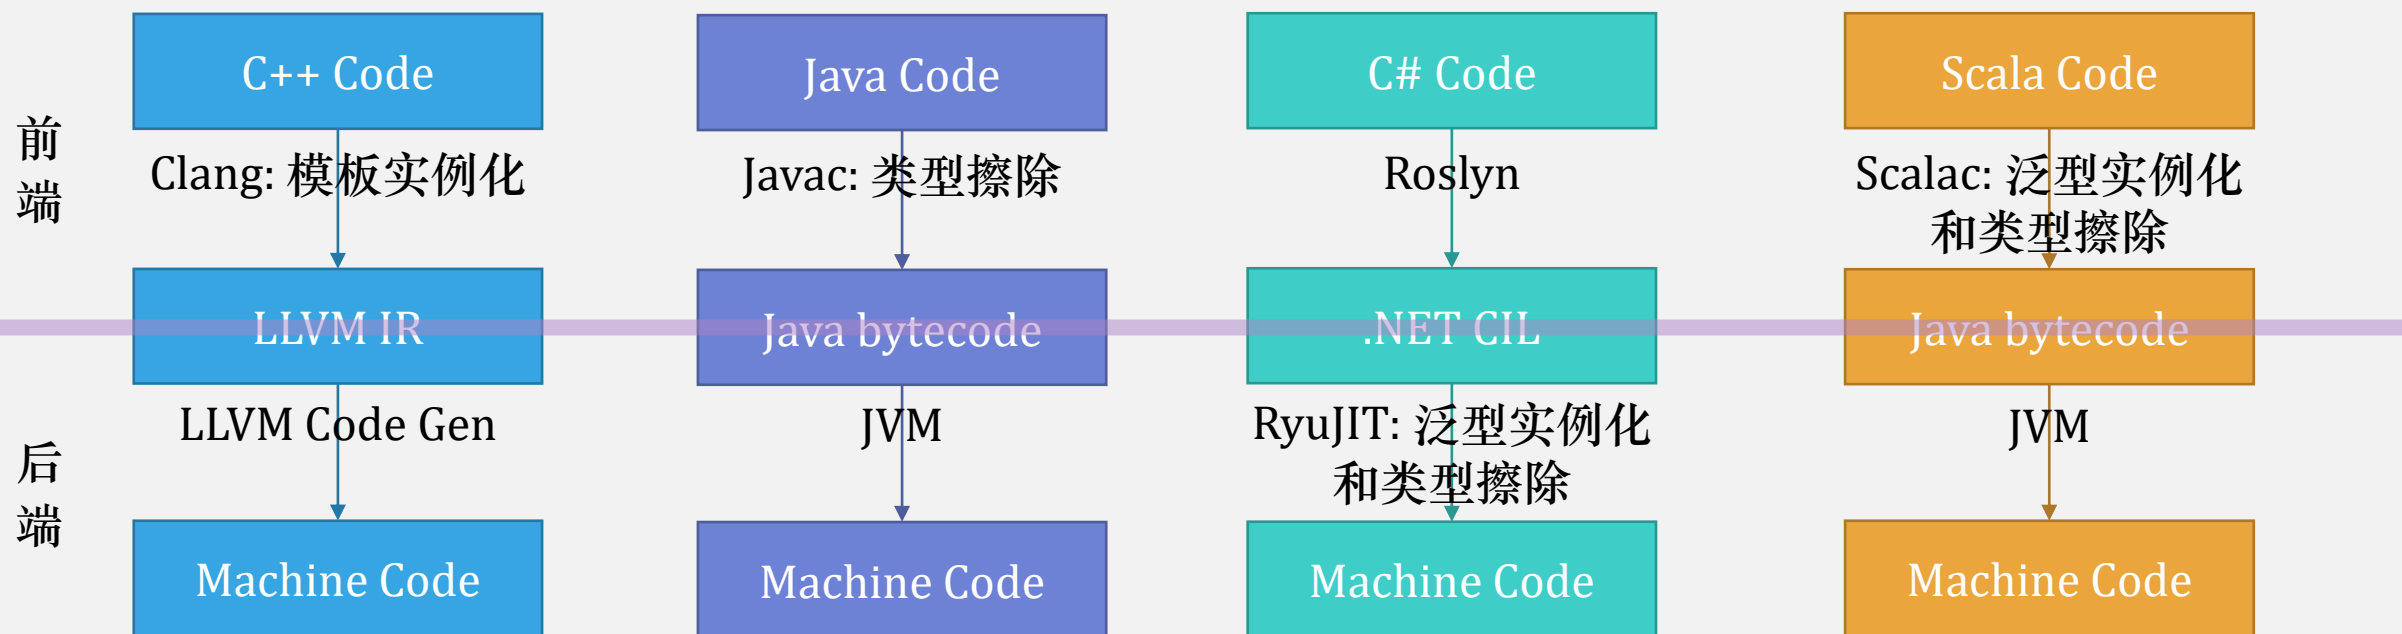 C++ Code
Java Code
C# Code
Scala Code
前端
Clang: 模板实例化
Javac: 类型擦除
Roslyn
Scalac: 泛型实例化
和类型擦除
LLVM IR
Java bytecode
.NET CIL
Java bytecode
后端
LLVM Code Gen
JVM
RyuJIT: 泛型实例化
和类型擦除
JVM
Machine Code
Machine Code
Machine Code
Machine Code